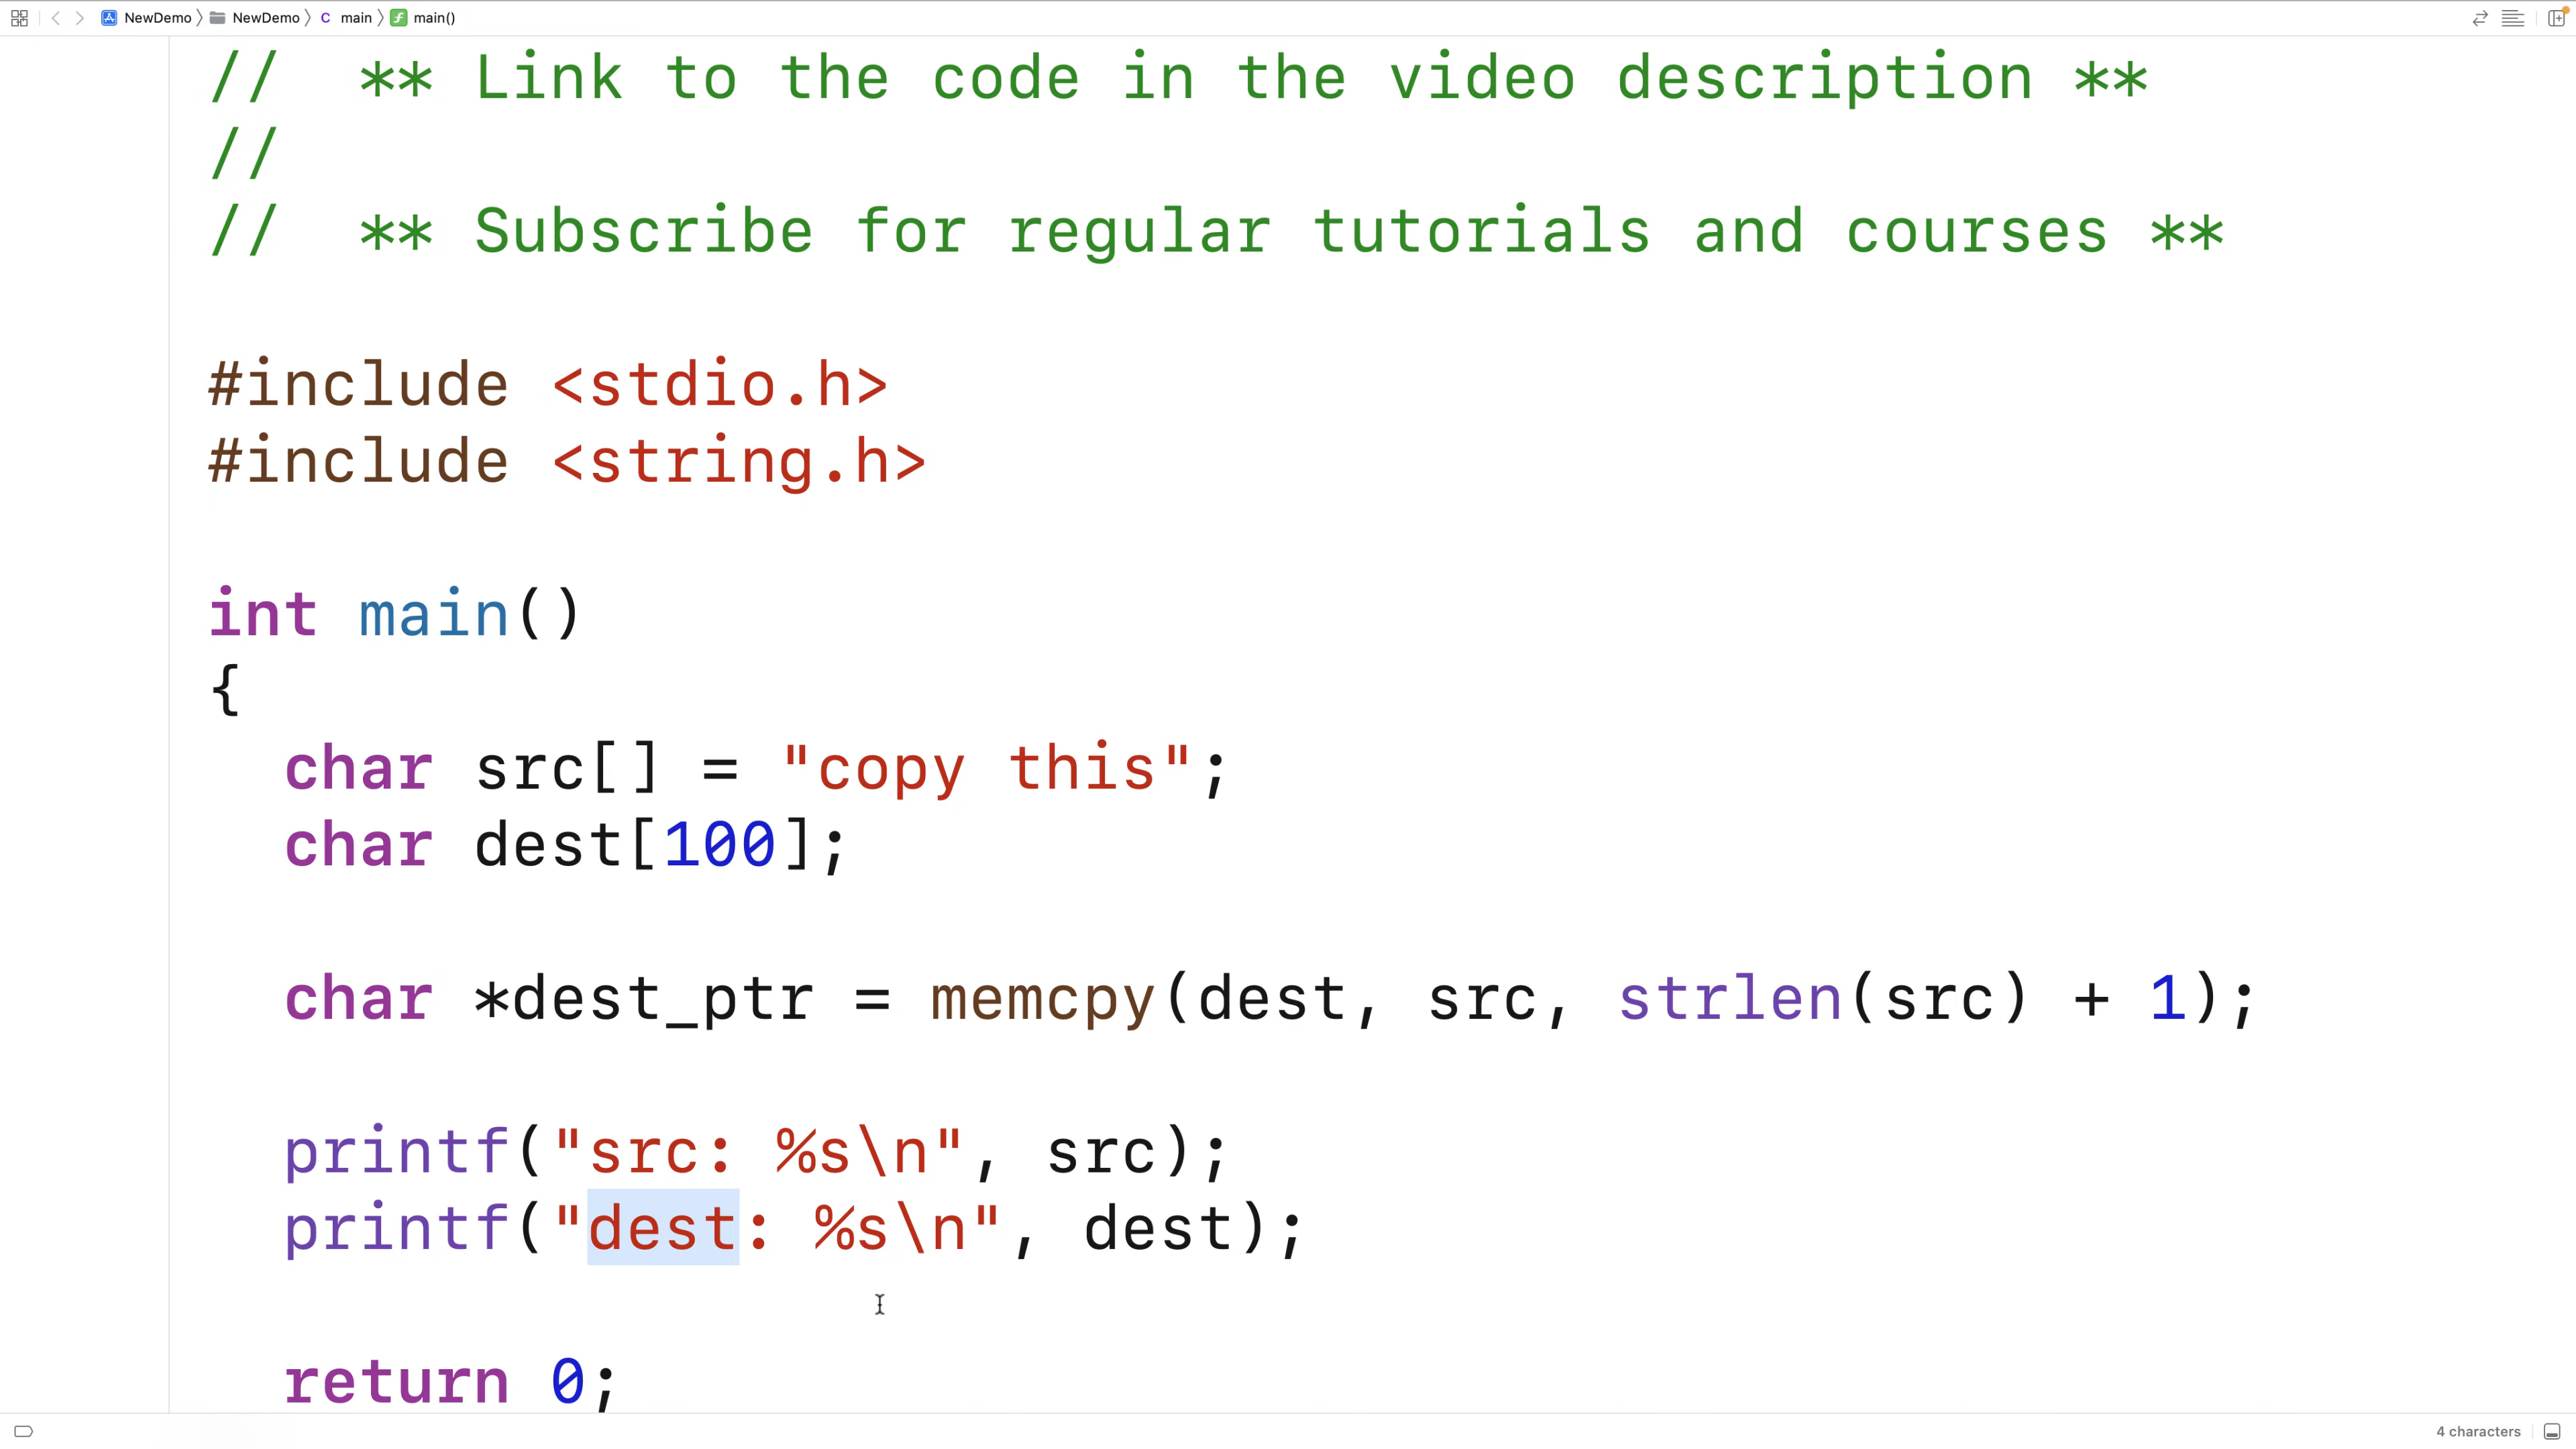 NewDemo NewDemo C main f main()
// ** Link to the code in the video description **
//
// ** Subscribe for regular tutorials and courses **
#include <stdio.h>
#include <string.h>
int main()
{
char src[] = "copy this";
char dest[100];
char *dest_ptr = memcpy(dest, src, strlen(src) + 1);
printf("src: %s\n", src);
printf("dest: %s\n", dest);
return 0;
4 characters